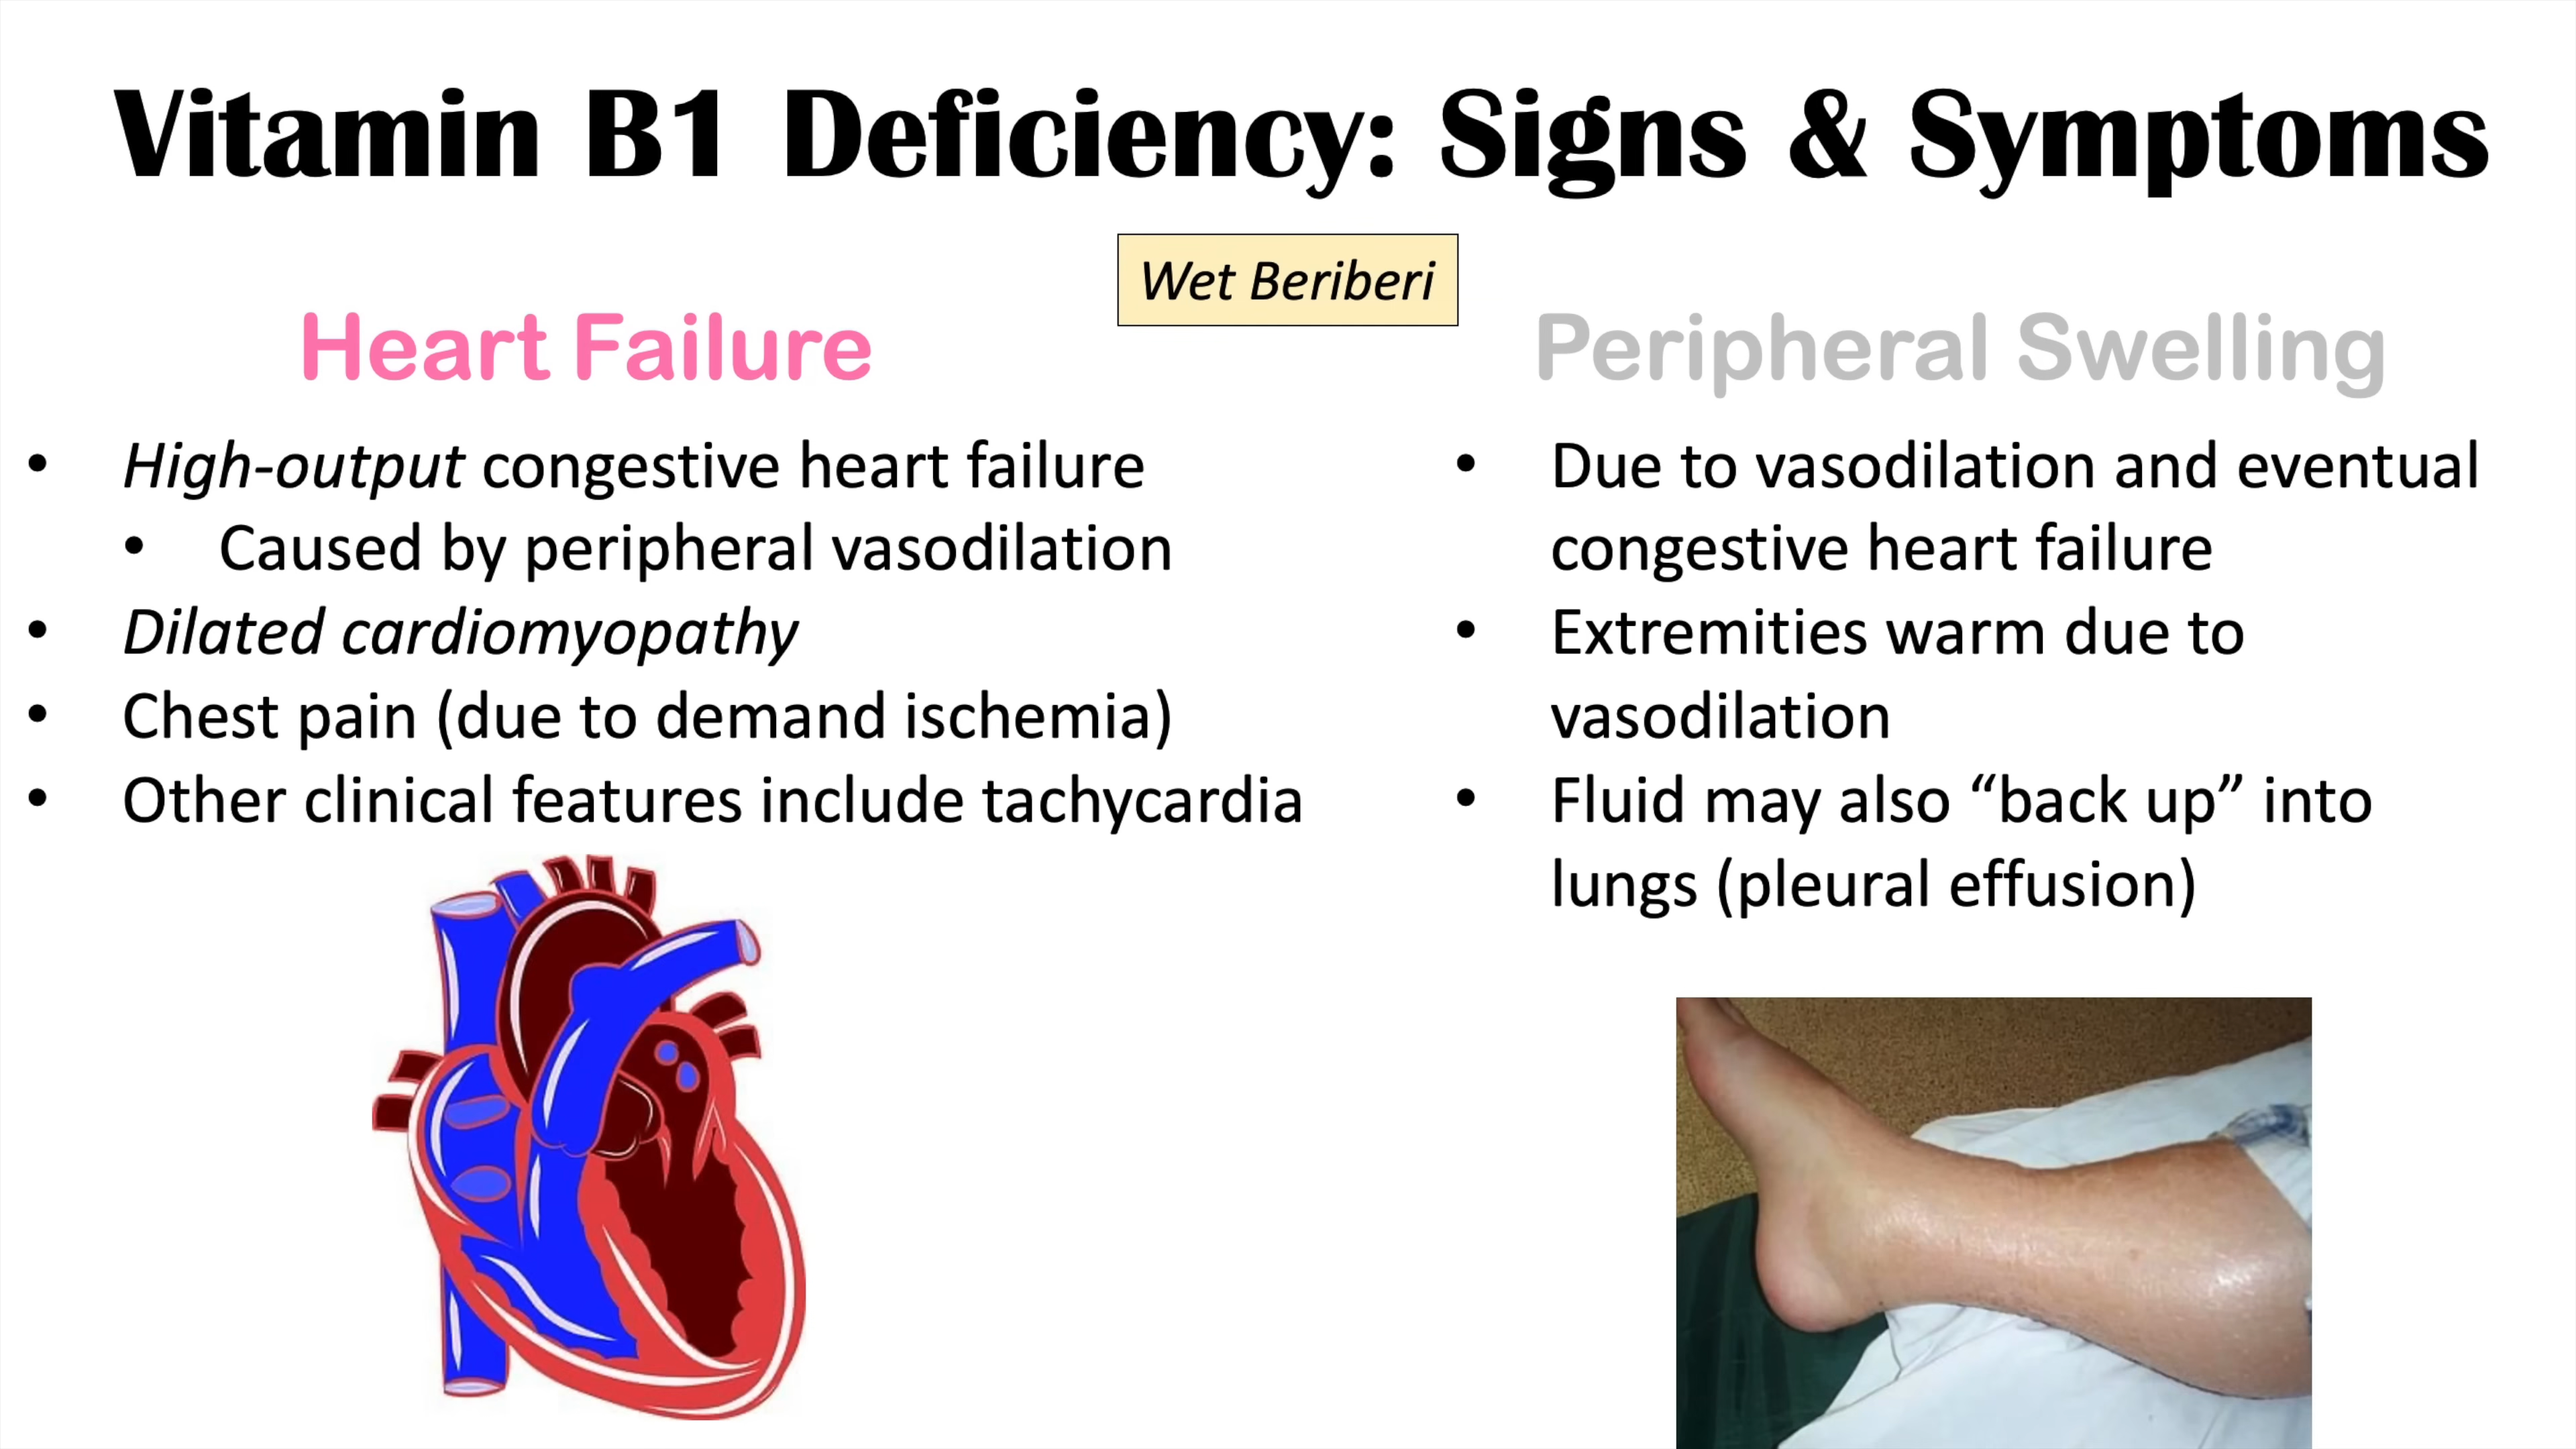 Vitamin B1 Deficiency: Signs & Symptoms
Wet Beriberi
Heart Failure
• High-output congestive heart failure
• Caused by peripheral vasodilation
• Dilated cardiomyopathy
• Chest pain (due to demand ischemia)
• Other clinical features include tachycardia
Peripheral Swelling
• Due to vasodilation and eventual
congestive heart failure
• Extremities warm due to
vasodilation
• Fluid may also “back up” into
lungs (pleural effusion)